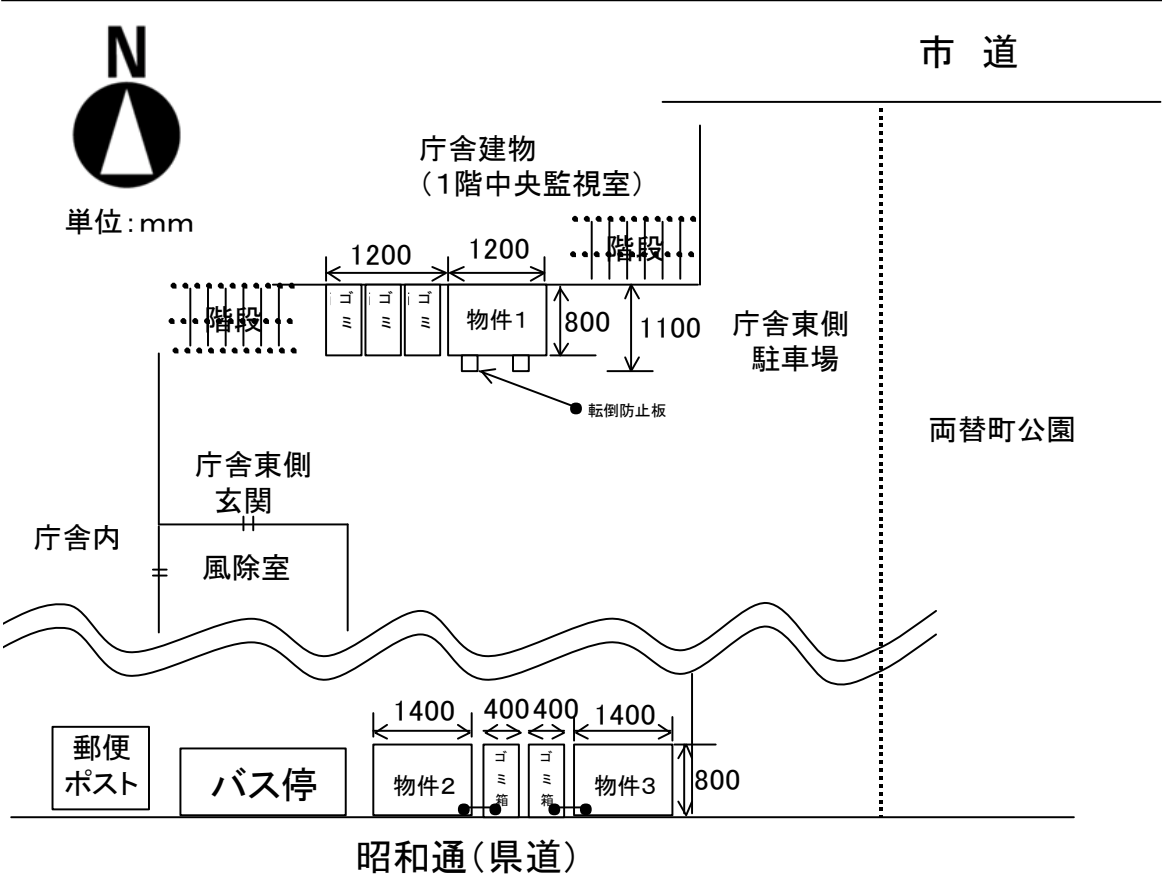 N
市 道
庁舎建物
（1階中央監視室）
単位：mm
階段
1200
1200
ゴミ
ゴミ
ゴミ
物件1
800
1100
階段
庁舎東側
駐車場
転倒防止板
両替町公園
庁舎東側
玄関
庁舎内
風除室
1400
400
400
1400
郵便
ポスト
バス停
物件2
ゴミ箱
ゴミ箱
物件3
800
昭和通（県道）